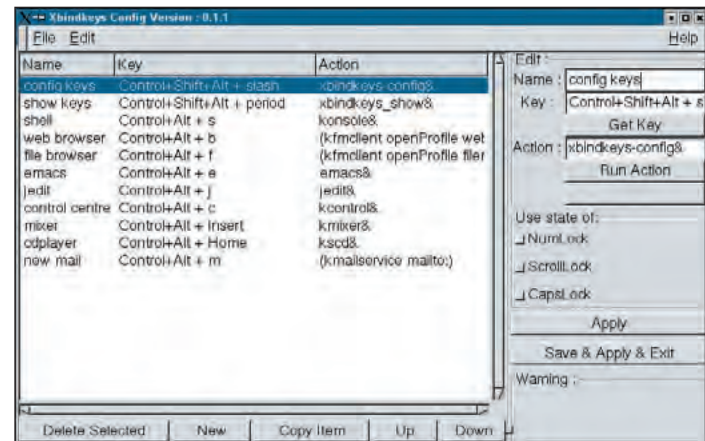 Xbindkeys Config Version : 0.1.1
File Edit Help
Name Key Action
config keys Control+Shift+Alt + slash xbindkeys-config&
show keys Control+Shift+Alt + period xbindkeys_show&
shell Control+Alt + s konsole&
web browser Control+Alt + b (kfmclient openProfile wet
file browser Control+Alt + f (kfmclient openProfile filer
emacs Control+Alt + e emacs&
jedit Control+Alt + j jedit&
control centre Control+Alt + c kcontrol&
mixer Control+Alt + Insert kmixer&
cdplayer Control+Alt + Home kscd&
new mail Control+Alt + m (kmailservice mailto:)
Delete Selected New Copy Item Up Down
Edit :
Name : config keys
Key : Control+Shift+Alt + s
Get Key
Action : xbindkeys-config&
Run Action
Use state of:
NumLock
ScrollLock
CapsLock
Apply
Save & Apply & Exit
Warning :